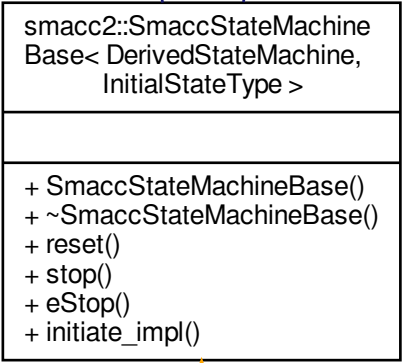 smacc2::SmaccStateMachine
Base< DerivedStateMachine,
InitialStateType >
+ SmaccStateMachineBase()
+ ~SmaccStateMachineBase()
+ reset()
+ stop()
+ eStop()
+ initiate_impl()